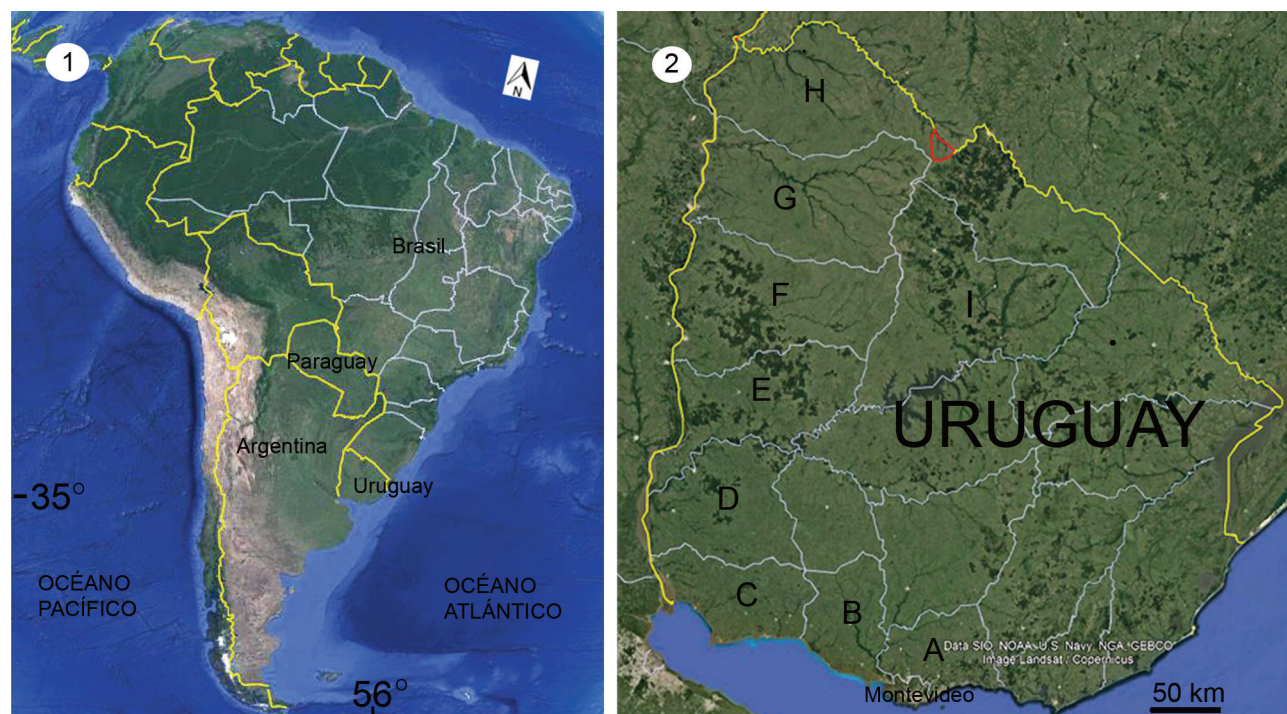 1
N
Brasil
Paraguay
Argentina
Uruguay
-35°
OCÉANO
PACÍFICO
OCÉANO
ATLÁNTICO
56°
2
H
G
F
I
E
URUGUAY
D
C
B
A
Data SIO, NOAA, U.S. Navy, NGA, GEBCO
Image Landsat / Copernicus
Montevideo
50 km